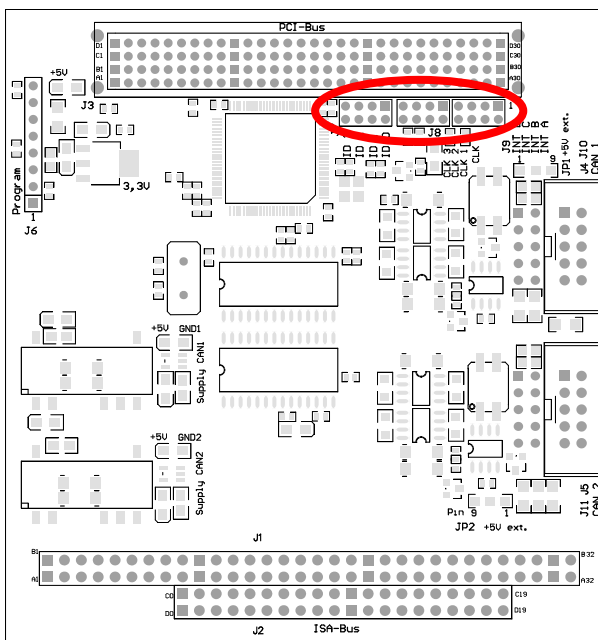 PCI-Bus
D1
D30
C1
C30
B1
B30
A1
A30
+5V
J3
1
J8
ID
ID
ID
ID
CLK 3
CLK 2
CLK 1
CLK
J9
INT C
INT B
INT A
1
9
JP1 +5V ext.
J4 J10
CAN 1
3,3V
Program
1
J6
+5V
GND1
Supply CAN1
+5V
GND2
Supply CAN2
Pin 9
1
JP2 +5V ext.
J11 J5
CAN 2
J1
B1
B32
A1
A32
C0
C19
D0
D19
J2
ISA-Bus